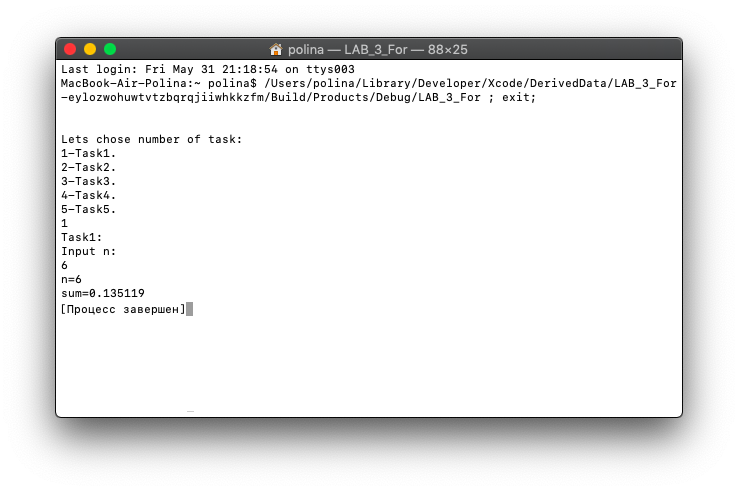 polina — LAB_3_For — 88×25
Last login: Fri May 31 21:18:54 on ttys003
MacBook-Air-Polina:~ polina$ /Users/polina/Library/Developer/Xcode/DerivedData/LAB_3_For
-eylozwohuwtvtzbqrqjiiwhkkzfm/Build/Products/Debug/LAB_3_For ; exit;
Lets chose number of task:
1-Task1.
2-Task2.
3-Task3.
4-Task4.
5-Task5.
1
Task1:
Input n:
6
n=6
sum=0.135119
[Процесс завершен]